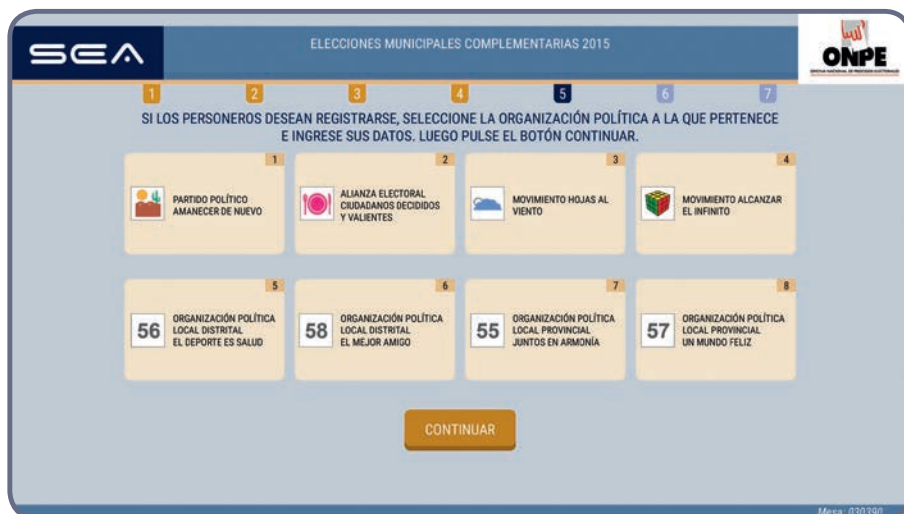 SEA
ELECCIONES MUNICIPALES COMPLEMENTARIAS 2015
ONPE
OFICINA NACIONAL DE PROCESOS ELECTORALES
1 2 3 4 5 6 7
SI LOS PERSONEROS DESEAN REGISTRARSE, SELECCIONE LA ORGANIZACIÓN POLÍTICA A LA QUE PERTENECE
E INGRESE SUS DATOS. LUEGO PULSE EL BOTÓN CONTINUAR.
1
PARTIDO POLÍTICO
AMANECER DE NUEVO
2
ALIANZA ELECTORAL
CIUDADANOS DECIDIDOS
Y VALIENTES
3
MOVIMIENTO HOJAS AL
VIENTO
4
MOVIMIENTO ALCANZAR
EL INFINITO
5
56
ORGANIZACIÓN POLÍTICA
LOCAL DISTRITAL
EL DEPORTE ES SALUD
6
58
ORGANIZACIÓN POLÍTICA
LOCAL DISTRITAL
EL MEJOR AMIGO
7
55
ORGANIZACIÓN POLÍTICA
LOCAL PROVINCIAL
JUNTOS EN ARMONÍA
8
57
ORGANIZACIÓN POLÍTICA
LOCAL PROVINCIAL
UN MUNDO FELIZ
CONTINUAR
Mesa: 030390